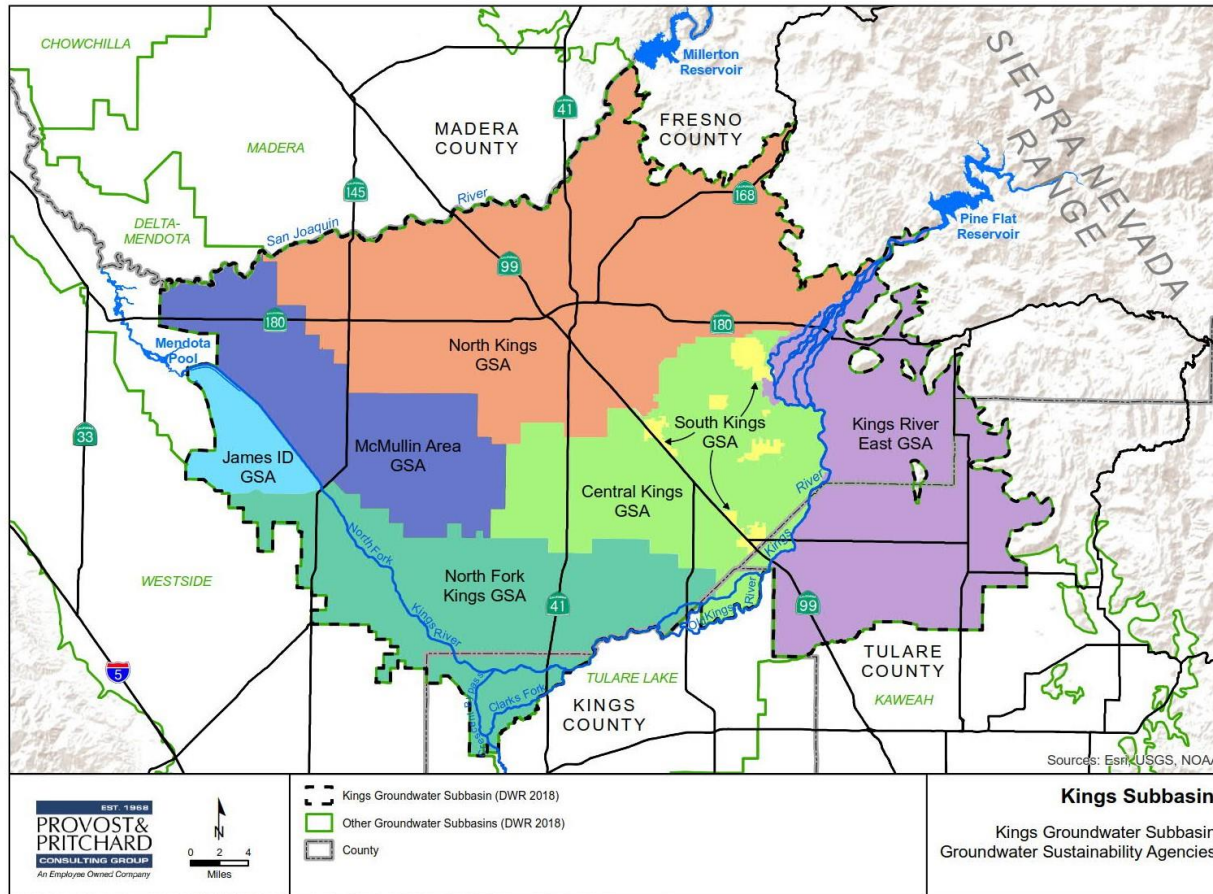 CHOWCHILLA
Millerton
Reservoir
SIERRA NEVADA
RANGE
41
FRESNO
COUNTY
MADERA
COUNTY
MADERA
145
168
River
San Joaquin
DELTA-
MENDOTA
99
Pine Flat
Reservoir
180
180
Mendota
Pool
North Kings
GSA
33
South Kings
GSA
Kings River
East GSA
McMullin Area
GSA
James ID
GSA
Central Kings
GSA
River
Kings
North Fork
Kings
River
WESTSIDE
North Fork
Kings GSA
41
99
Old Kings
River
5
TULARE
COUNTY
TULARE LAKE
KAWEAH
Clarks Fork
Bypass
KINGS
COUNTY
Sources: Esri, USGS, NOAA
EST. 1968
PROVOST&
PRITCHARD
CONSULTING GROUP
An Employee Owned Company
N
0 2 4
Miles
Kings Groundwater Subbasin (DWR 2018)
Other Groundwater Subbasins (DWR 2018)
County
Kings Subbasin
Kings Groundwater Subbasin
Groundwater Sustainability Agencies